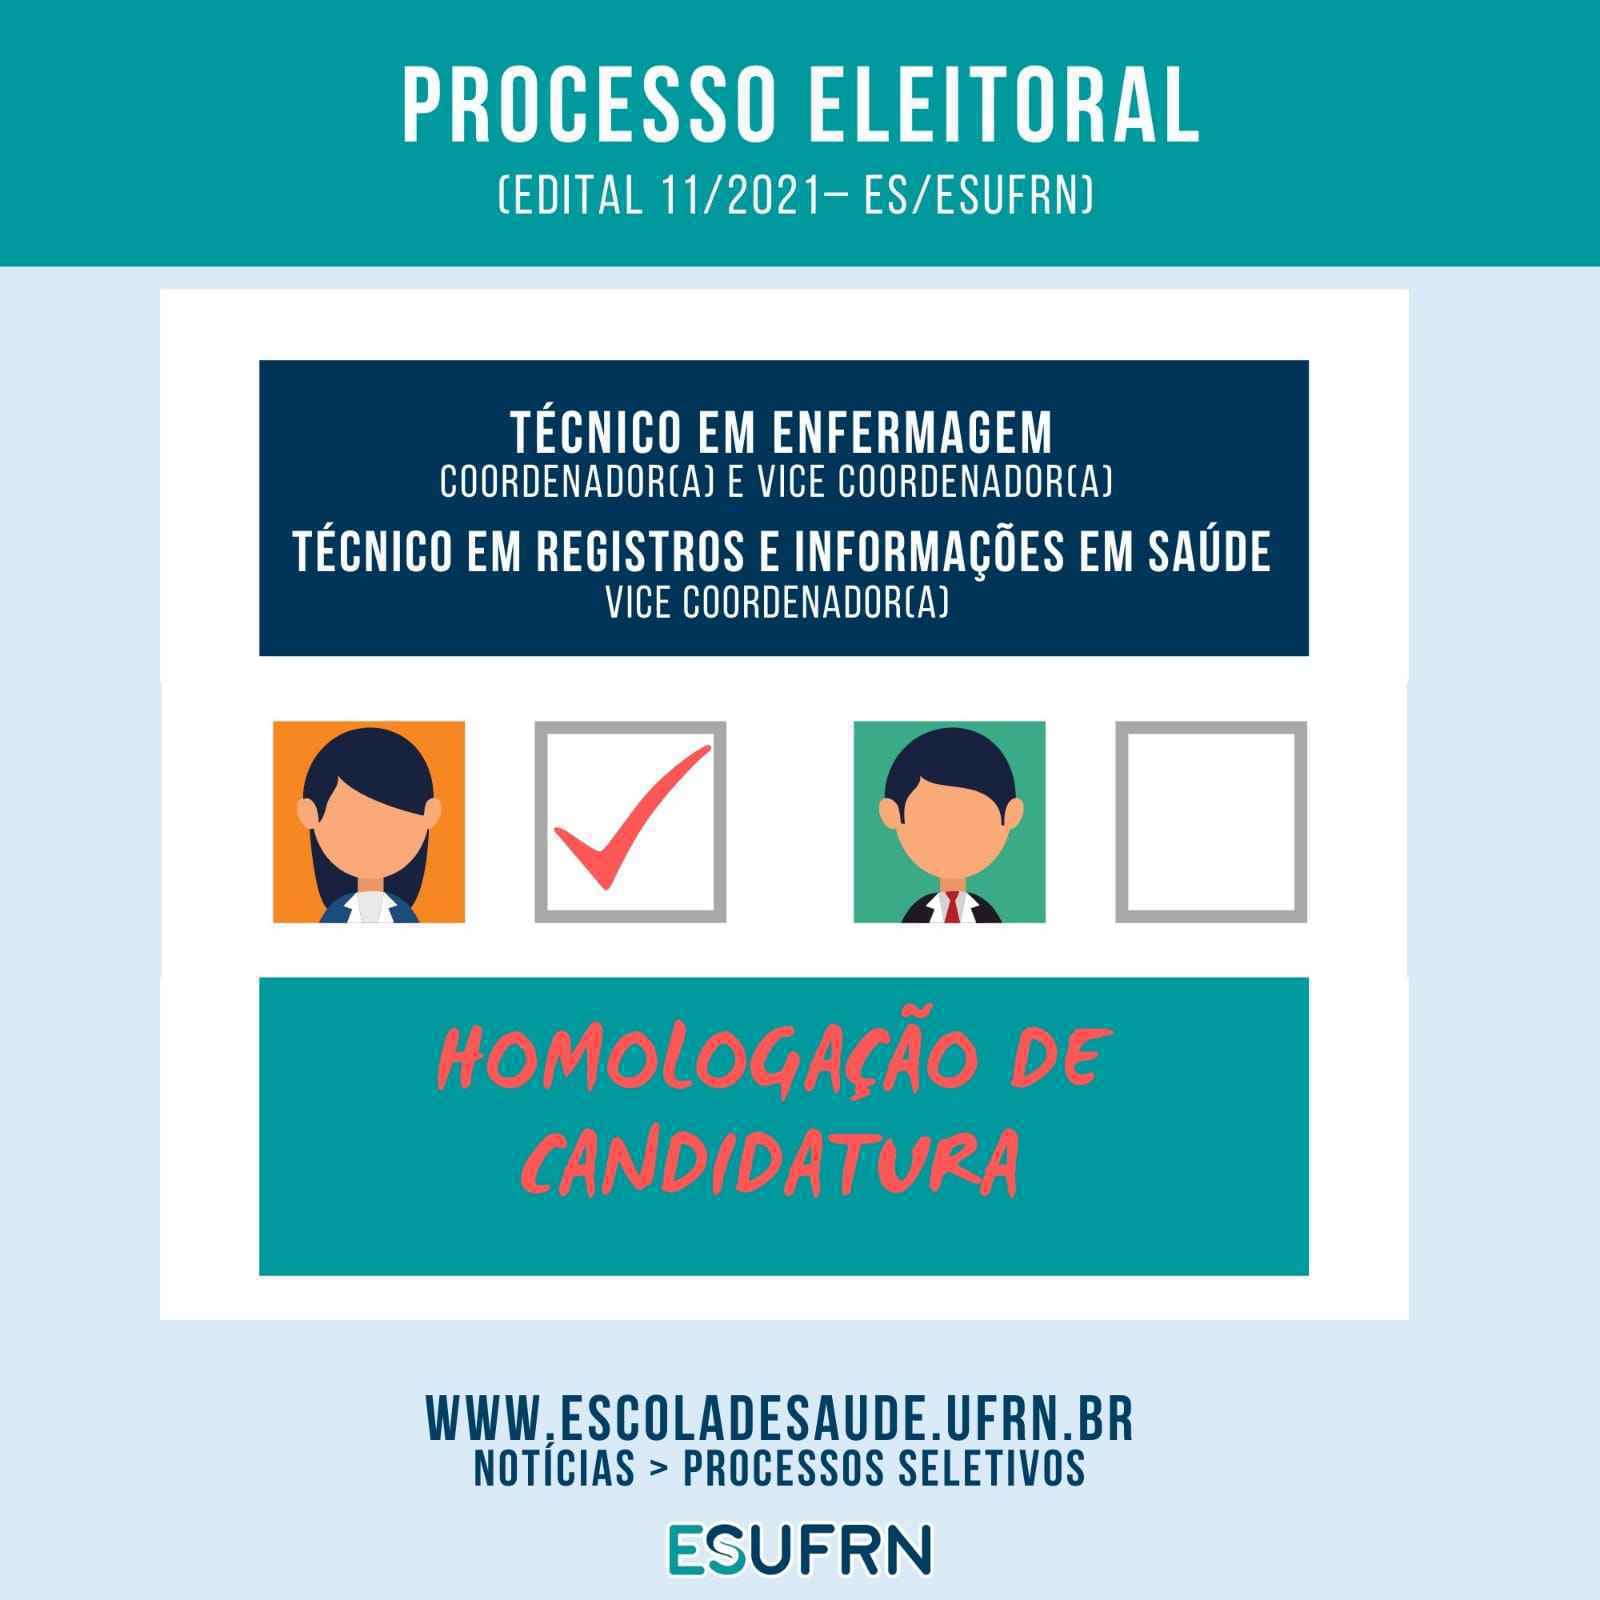 PROCESSO ELEITORAL
(EDITAL 11/2021– ES/ESUFRN)
TÉCNICO EM ENFERMAGEM
COORDENADOR(A) E VICE COORDENADOR(A)
TÉCNICO EM REGISTROS E INFORMAÇÕES EM SAÚDE
VICE COORDENADOR(A)
HOMOLOGAÇÃO DE
CANDIDATURA
WWW.ESCOLADESAUDE.UFRN.BR
NOTÍCIAS > PROCESSOS SELETIVOS
ESUFRN